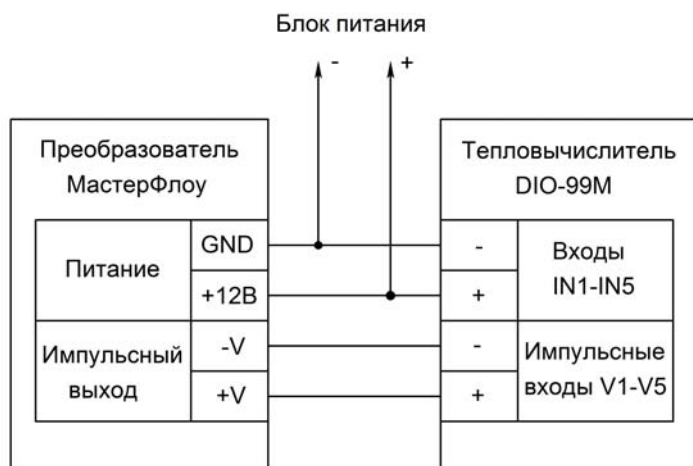 Блок питания
- +
Преобразователь
МастерФлоу
Тепловычислитель
DIO-99M
Питание
GND
+12В
Импульсный
выход
-V
+V
-
+
Входы
IN1-IN5
-
+
Импульсные
входы V1-V5